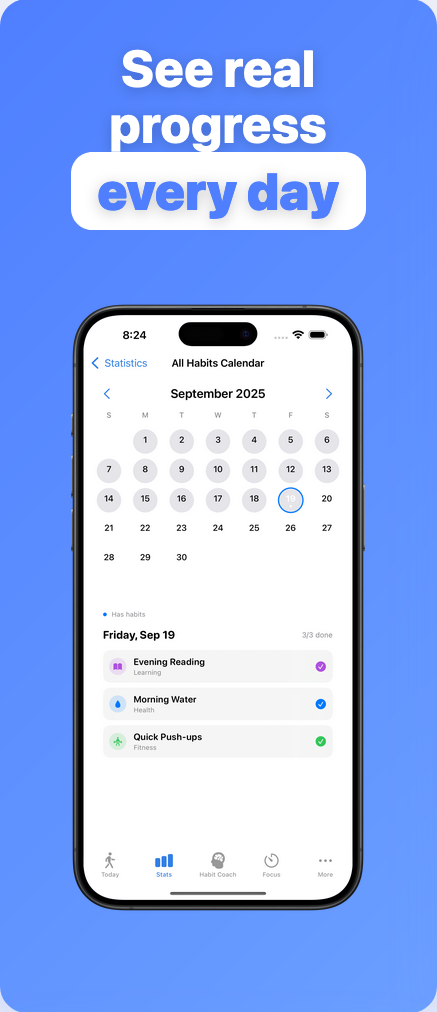 See real
progress
every day
8:24
Statistics All Habits Calendar
September 2025
S M T W T F S
1 2 3 4 5 6
7 8 9 10 11 12 13
14 15 16 17 18 19 20
21 22 23 24 25 26 27
28 29 30
Has habits
Friday, Sep 19 3/3 done
Evening Reading
Learning
Morning Water
Health
Quick Push-ups
Fitness
Today Stats Habit Coach Focus More